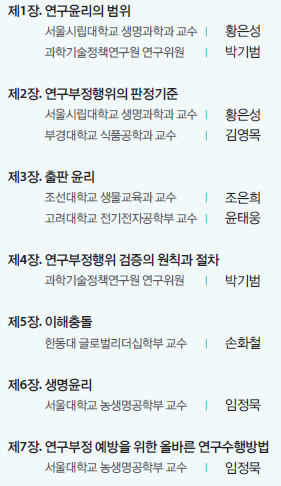 제1장. 연구윤리의 범위
서울시립대학교 생명과학과 교수 | 황은성
과학기술정책연구원 연구위원 | 박기범
제2장. 연구부정행위의 판정기준
서울시립대학교 생명과학과 교수 | 황은성
부경대학교 식품공학과 교수 | 김영목
제3장. 출판 윤리
조선대학교 생물교육과 교수 | 조은희
고려대학교 전기전자공학부 교수 | 윤태웅
제4장. 연구부정행위 검증의 원칙과 절차
과학기술정책연구원 연구위원 | 박기범
제5장. 이해충돌
한동대 글로벌리더십학부 교수 | 손화철
제6장. 생명윤리
서울대학교 농생명공학부 교수 | 임정묵
제7장. 연구부정 예방을 위한 올바른 연구수행방법
서울대학교 농생명공학부 교수 | 임정묵